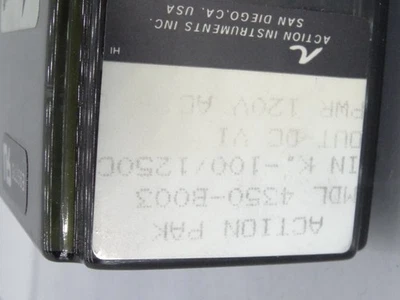 ACTION PAK
MDL 4350-B003
IN K,-100/1250C
OUT-DC V1
PWR 120V AC
HI
ACTION INSTRUMENTS INC.
SAN DIEGO,CA. USA